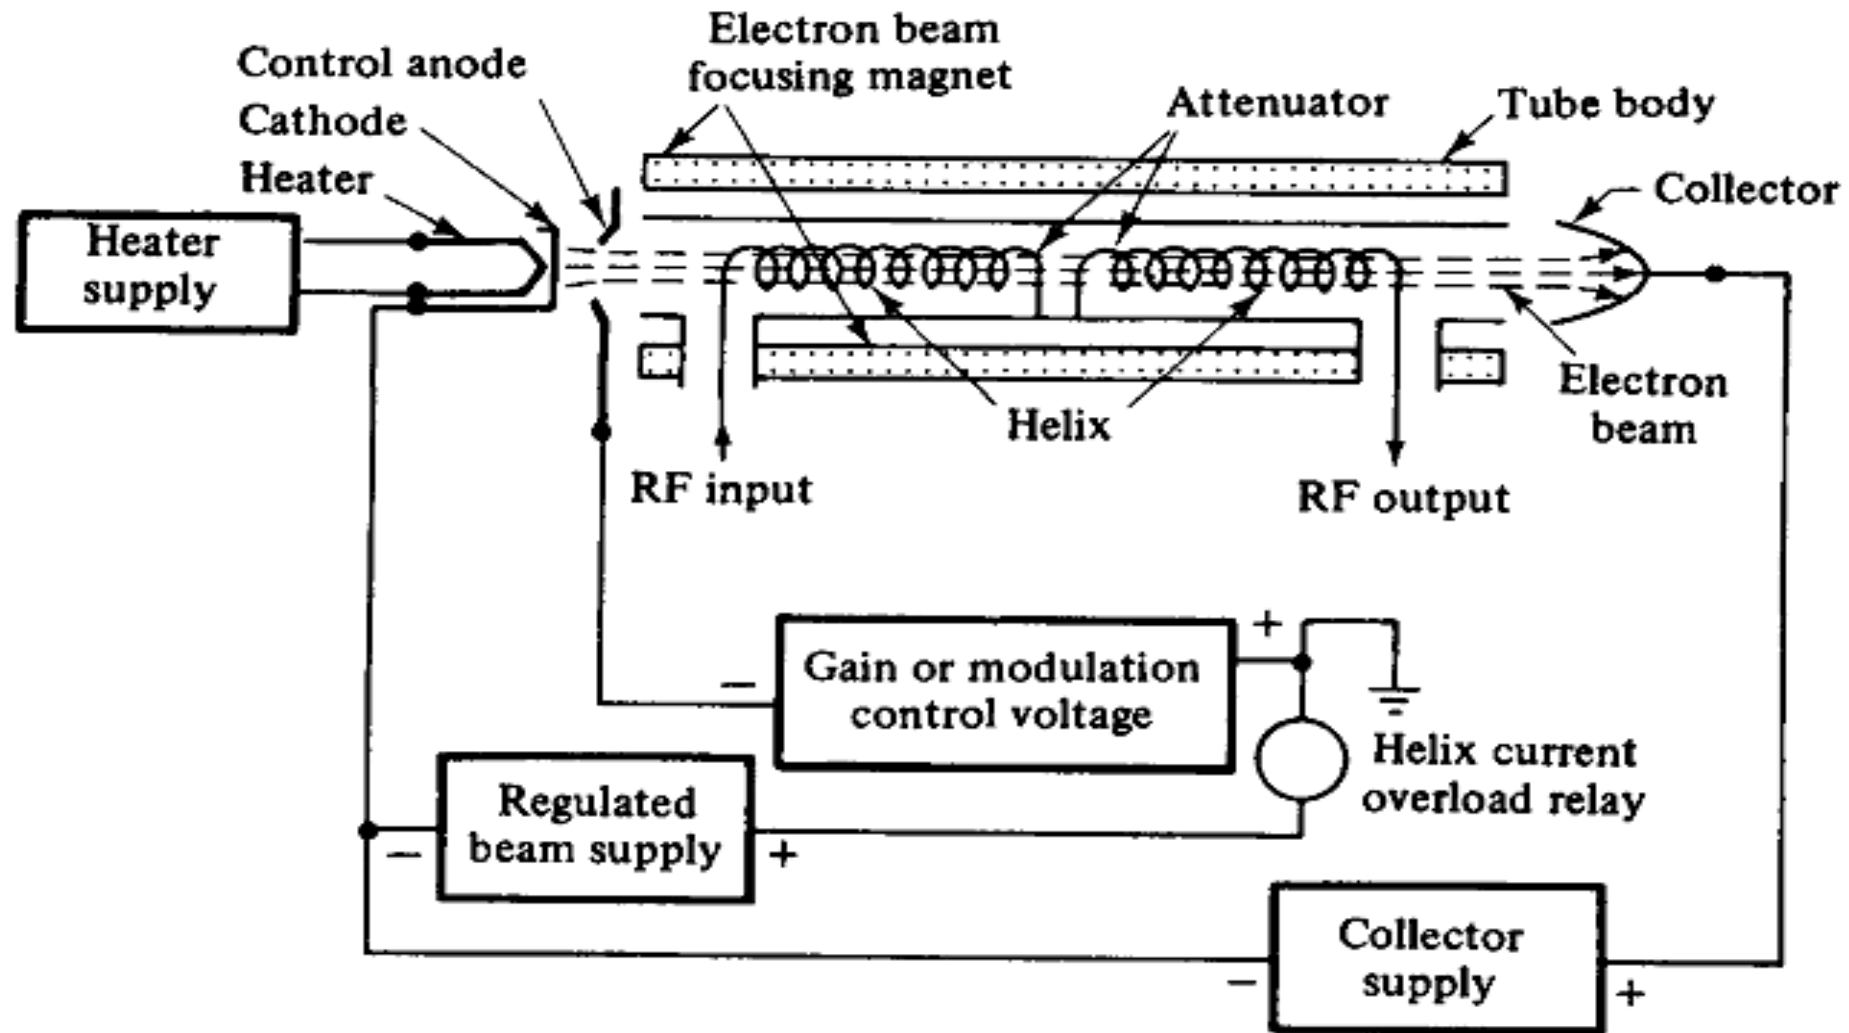 Electron beam
focusing magnet
Control anode
Cathode
Heater
Attenuator
Tube body
Collector
Heater
supply
Electron
beam
Helix
RF input
RF output
+
−
Gain or modulation
control voltage
Helix current
overload relay
Regulated
beam supply
−
+
Collector
supply
−
+